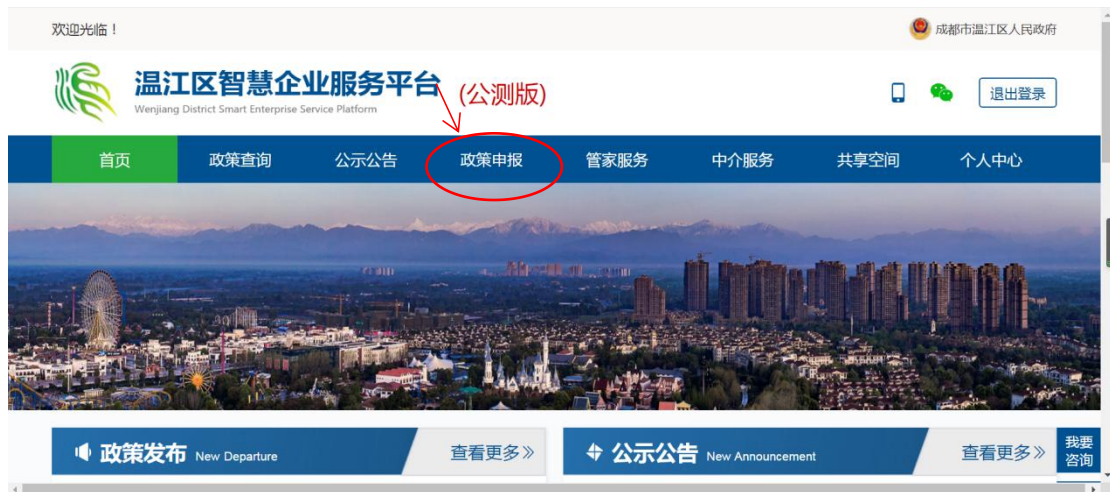 欢迎光临！
成都市温江区人民政府
温江区智慧企业服务平台
(公测版)
Wenjiang District Smart Enterprise Service Platform
退出登录
首页 政策查询 公示公告 政策申报 管家服务 中介服务 共享空间 个人中心
政策发布 New Departure 查看更多》
公示公告 New Announcement 查看更多》
我要
咨询